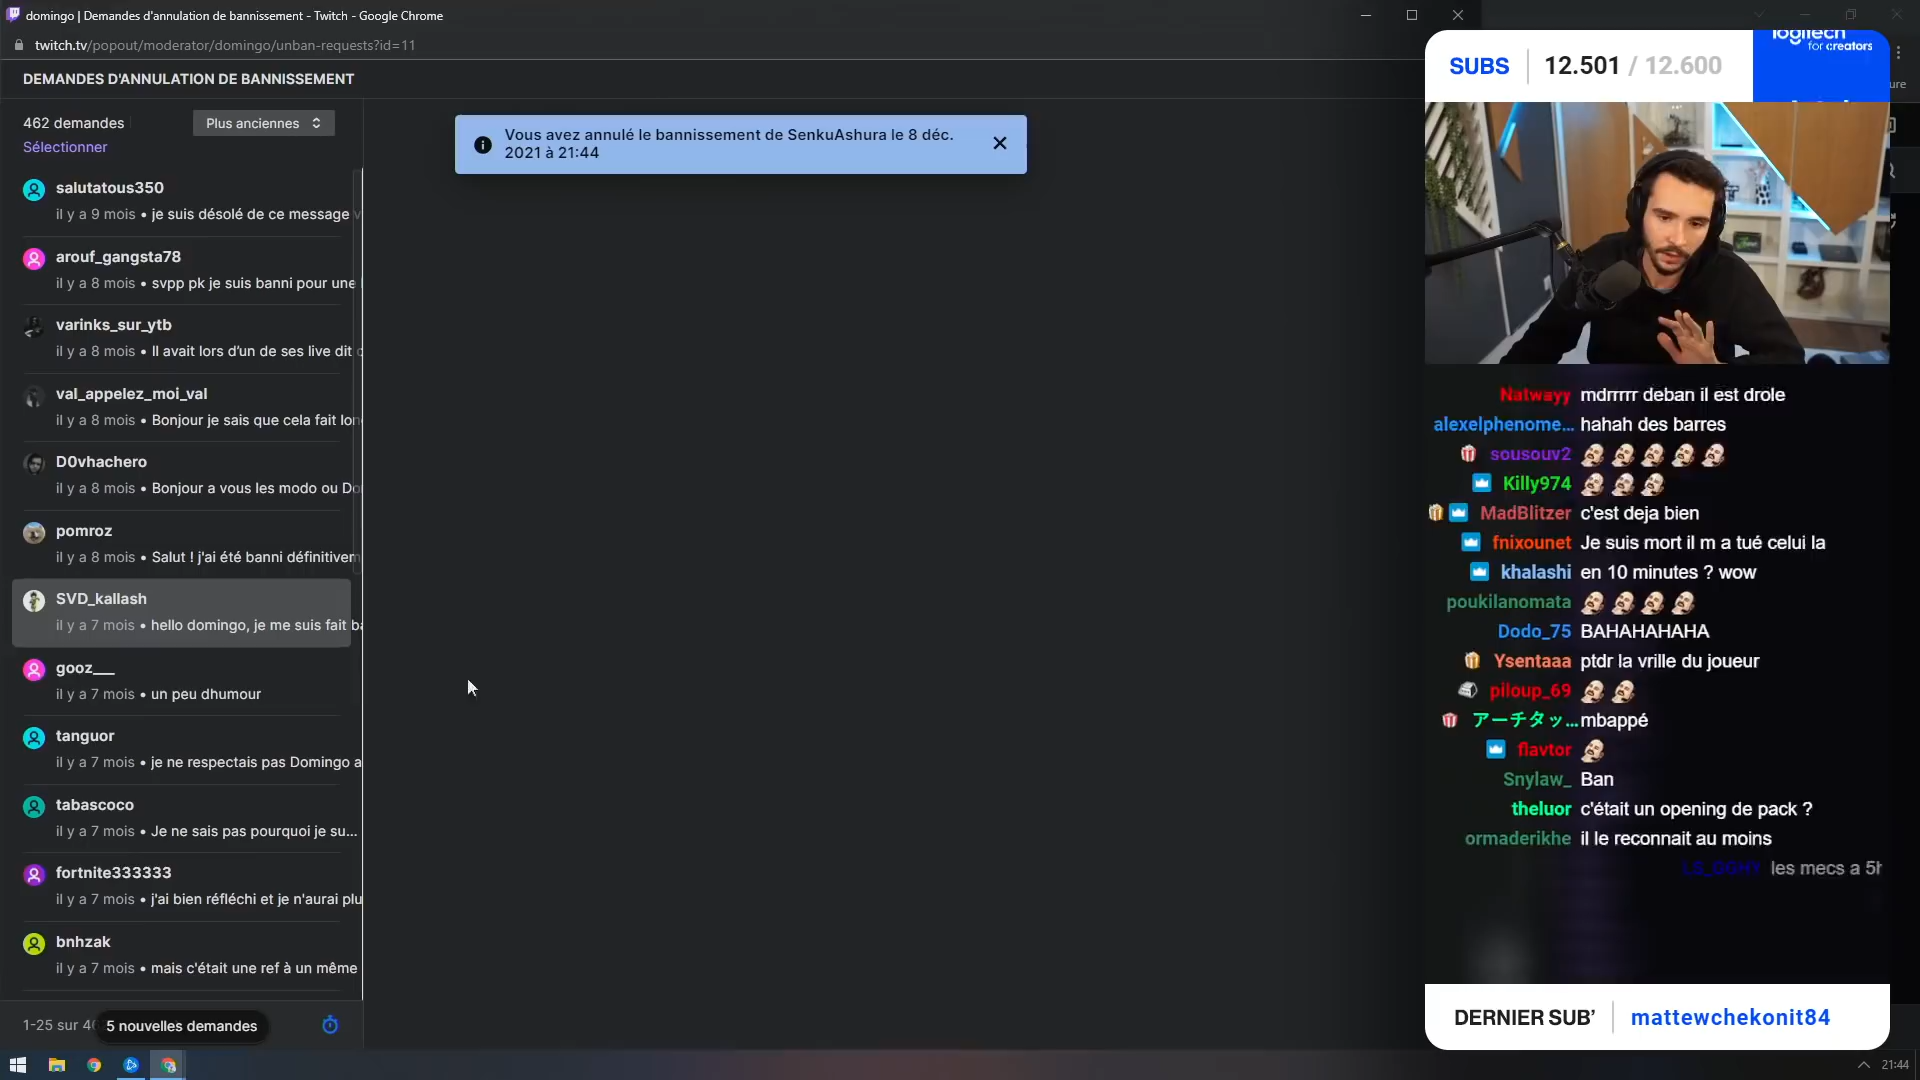 domingo | Demandes d'annulation de bannissement - Twitch - Google Chrome
twitch.tv/popout/moderator/domingo/unban-requests?id=11
DEMANDES D'ANNULATION DE BANNISSEMENT
462 demandes
Plus anciennes
Sélectionner
salutatous350
il y a 9 mois • je suis désolé de ce message
arouf_gangsta78
il y a 8 mois • svpp pk je suis banni pour une
varinks_sur_ytb
il y a 8 mois • Il avait lors d'un de ses live dit
val_appelez_moi_val
il y a 8 mois • Bonjour je sais que cela fait lon
D0vhachero
il y a 8 mois • Bonjour a vous les modo ou Do
pomroz
il y a 8 mois • Salut ! j'ai été banni définitivem
SVD_kallash
il y a 7 mois • hello domingo, je me suis fait ba
gooz___
il y a 7 mois • un peu dhumour
tanguor
il y a 7 mois • je ne respectais pas Domingo a
tabascoco
il y a 7 mois • Je ne sais pas pourquoi je su...
fortnite333333
il y a 7 mois • j'ai bien réfléchi et je n'aurai plu
bnhzak
il y a 7 mois • mais c'était une ref à un même
1-25 sur 46
5 nouvelles demandes
Vous avez annulé le bannissement de SenkuAshura le 8 déc.
2021 à 21:44
SUBS 12.501 / 12.600
logitech
for creators
ure
Natwayy mdrrrrr deban il est drole
alexelphenome... hahah des barres
sousouv2
Killy974
MadBlitzer c'est deja bien
fnixounet Je suis mort il m a tué celui la
khalashi en 10 minutes ? wow
poukilanomata
Dodo_75 BAHAHAHAHA
Ysentaaa ptdr la vrille du joueur
piloup_69
アーチタッ... mbappé
flavtor
Snylaw_ Ban
theluor c'était un opening de pack ?
ormaderikhe il le reconnait au moins
les mecs a 5h
DERNIER SUB' mattewchekonit84
21:44